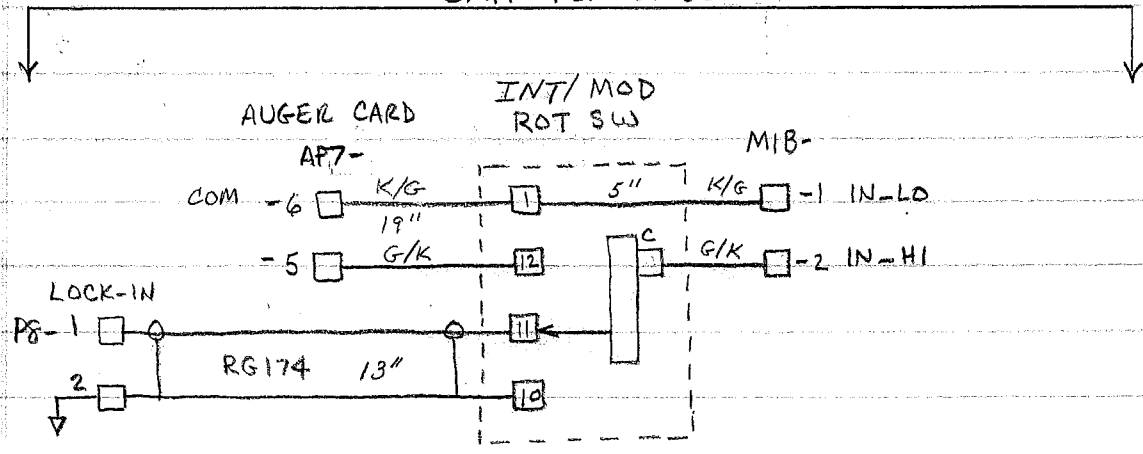 INT/MOD
AUGER CARD ROT SW
AP7- MIB-
COM -6 K/G 1 5" K/G -1 IN-LO
19"
-5 G/K 12 C G/K -2 IN-HI
LOCK-IN
P8-1 11
RG174 13"
2 10